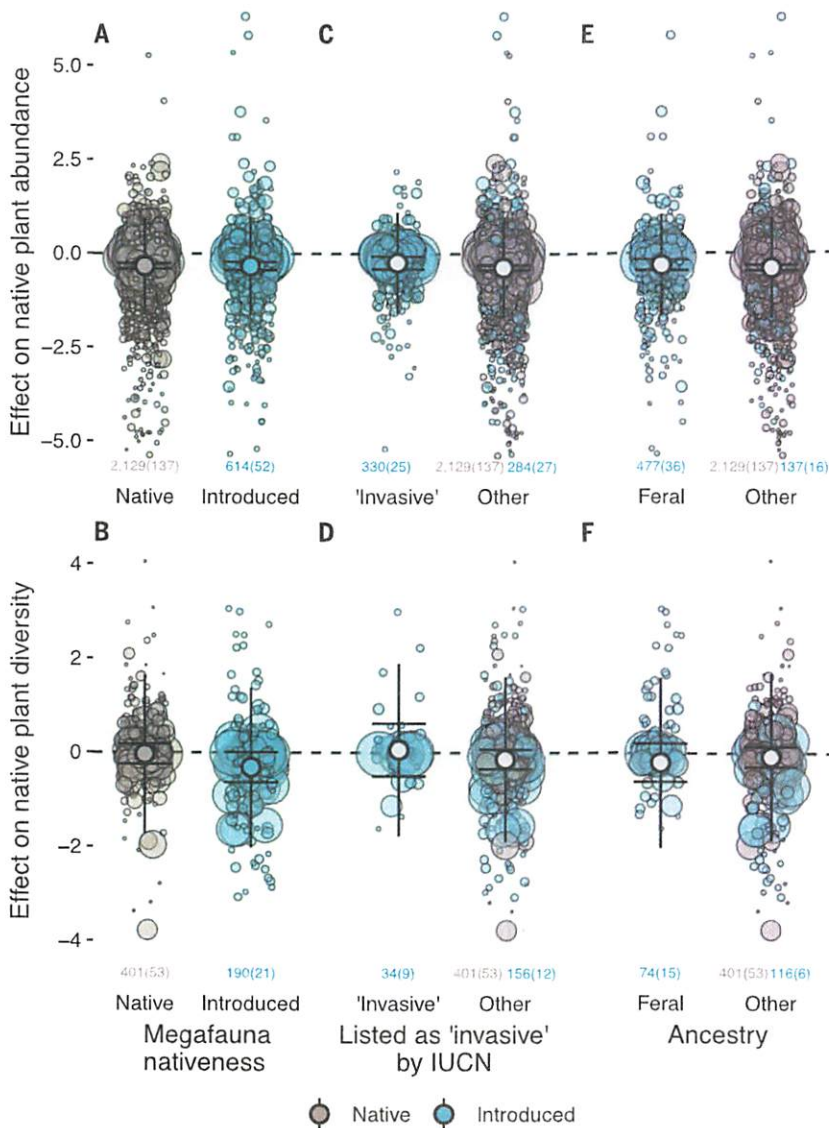 A
C
E
Effect on native plant abundance
5.0
2.5
0.0
−2.5
−5.0
2,129(137)
614(52)
330(25)
2,129(137) 284(27)
477(36)
2,129(137) 137(16)
Native
Introduced
'Invasive'
Other
Feral
Other
B
D
F
Effect on native plant diversity
4
2
0
−2
−4
401(53)
190(21)
34(9)
401(53) 156(12)
74(15)
401(53) 116(6)
Native
Introduced
'Invasive'
Other
Feral
Other
Megafauna
nativeness
Listed as 'invasive'
by IUCN
Ancestry
Native
Introduced